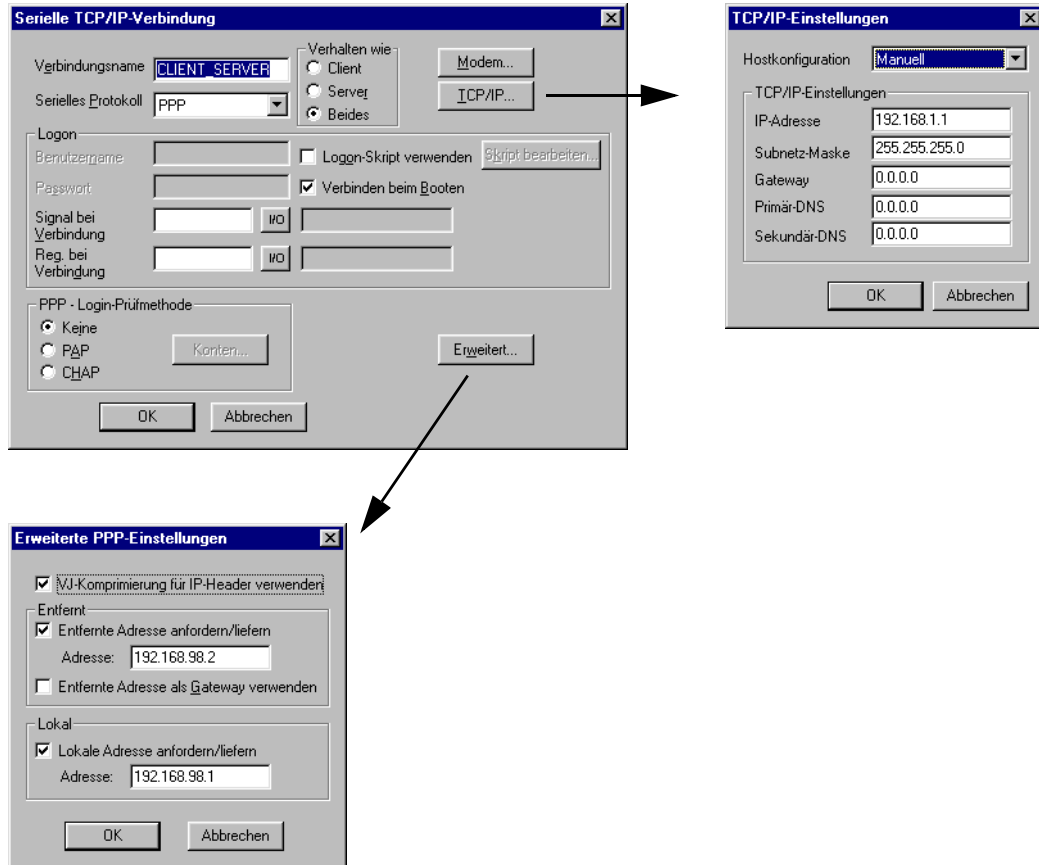 Serielle TCP/IP-Verbindung
Verbindungsname CLIENT_SERVER
Serielles Protokoll PPP
Verhalten wie
Client
Server
Beides
Modem...
TCP/IP...
Logon
Benutzername
Logon-Skript verwenden
Skript bearbeiten...
Passwort
Verbinden beim Booten
Signal bei
Verbindung
I/O
Reg. bei
Verbindung
I/O
PPP - Login-Prüfmethode
Keine
PAP
CHAP
Konten...
Erweitert...
OK
Abbrechen
TCP/IP-Einstellungen
Hostkonfiguration Manuell
TCP/IP-Einstellungen
IP-Adresse 192.168.1.1
Subnetz-Maske 255.255.255.0
Gateway 0.0.0.0
Primär-DNS 0.0.0.0
Sekundär-DNS 0.0.0.0
OK
Abbrechen
Erweiterte PPP-Einstellungen
VJ-Komprimierung für IP-Header verwenden
Entfernt
Entfernte Adresse anfordern/liefern
Adresse: 192.168.98.2
Entfernte Adresse als Gateway verwenden
Lokal
Lokale Adresse anfordern/liefern
Adresse: 192.168.98.1
OK
Abbrechen